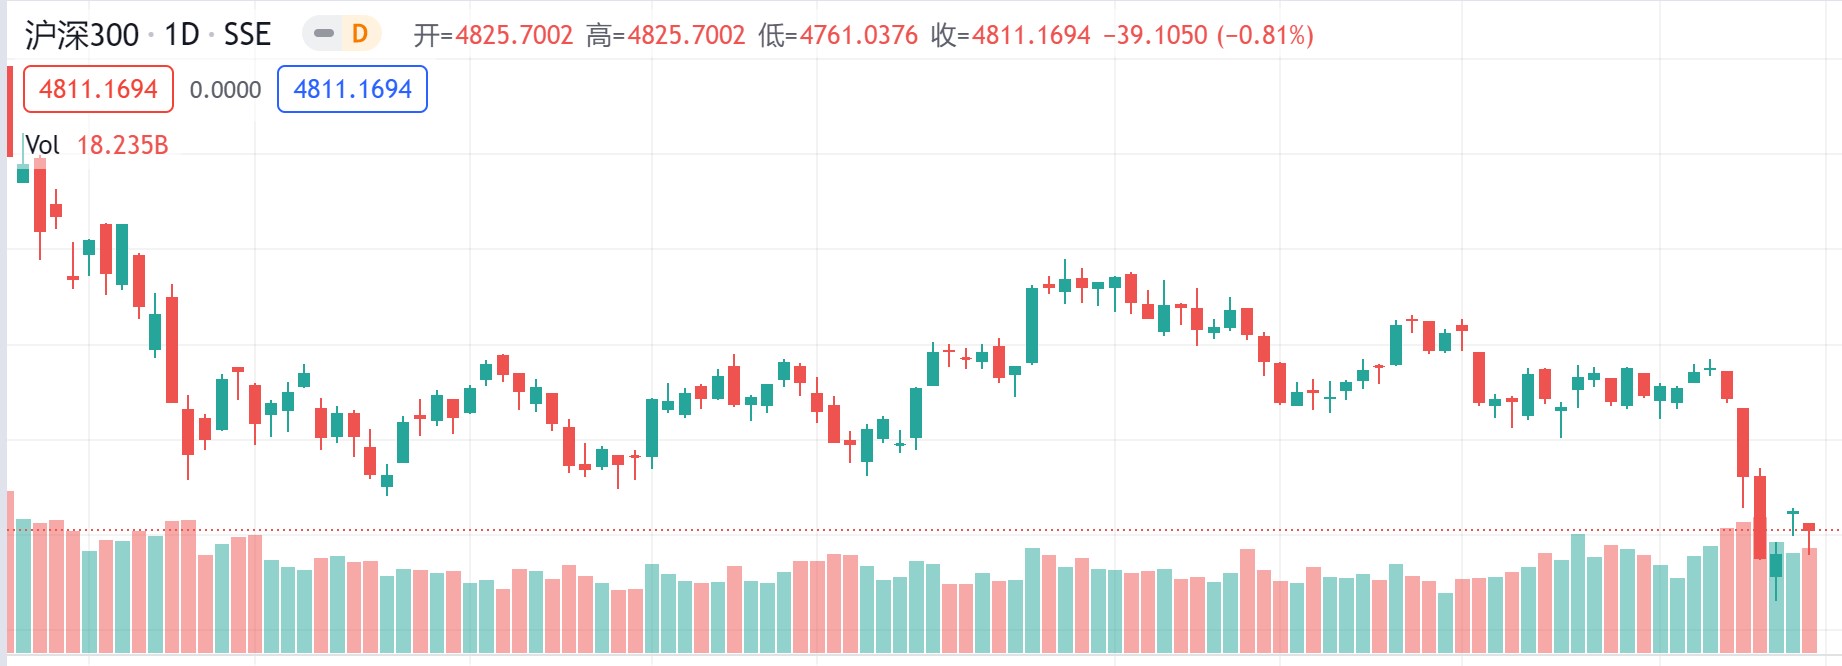 沪深300 · 1D · SSE D 开=4825.7002 高=4825.7002 低=4761.0376 收=4811.1694 −39.1050 (−0.81%)
4811.1694 0.0000 4811.1694
Vol 18.235B